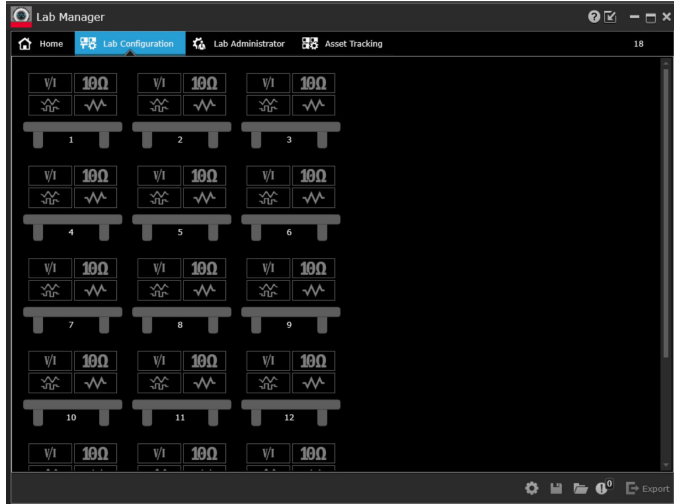 Lab Manager
Home Lab Configuration Lab Administrator Asset Tracking 18
V/I 10Ω V/I 10Ω V/I 10Ω
1 2 3
V/I 10Ω V/I 10Ω V/I 10Ω
4 5 6
V/I 10Ω V/I 10Ω V/I 10Ω
7 8 9
V/I 10Ω V/I 10Ω V/I 10Ω
10 11 12
V/I 10Ω V/I 10Ω V/I 10Ω
0 Export